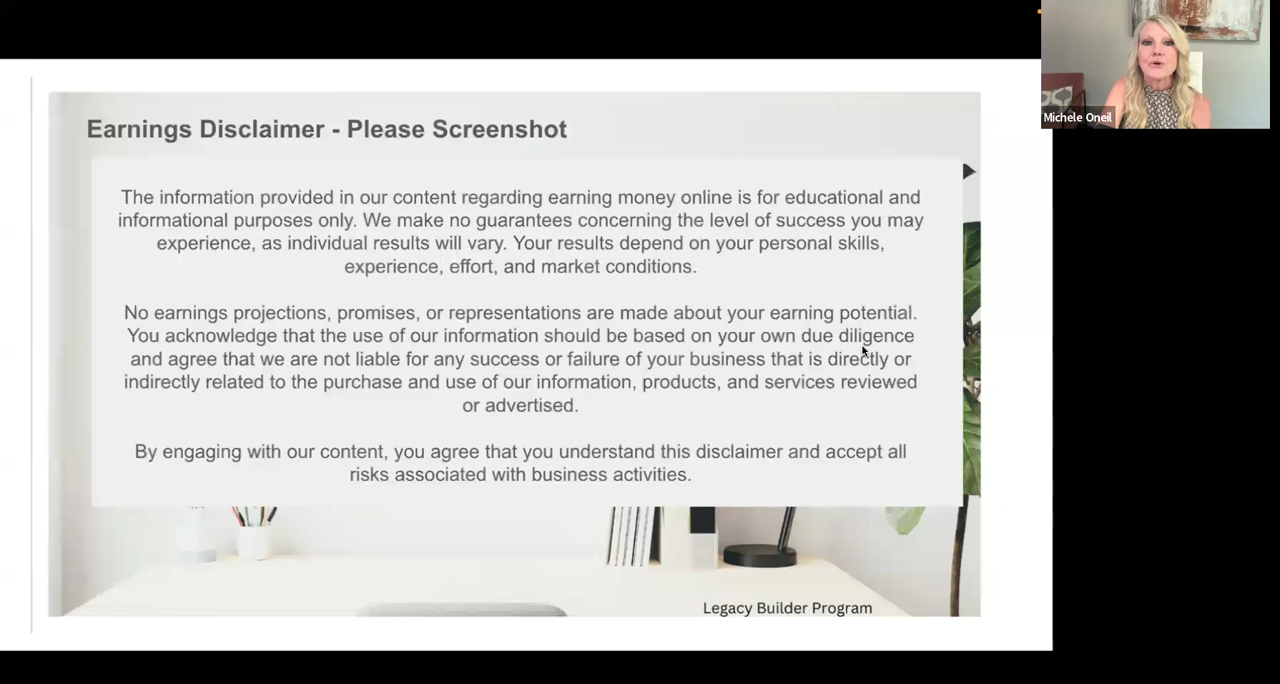 Earnings Disclaimer - Please Screenshot
The information provided in our content regarding earning money online is for educational and
informational purposes only. We make no guarantees concerning the level of success you may
experience, as individual results will vary. Your results depend on your personal skills,
experience, effort, and market conditions.
No earnings projections, promises, or representations are made about your earning potential.
You acknowledge that the use of our information should be based on your own due diligence
and agree that we are not liable for any success or failure of your business that is directly or
indirectly related to the purchase and use of our information, products, and services reviewed
or advertised.
By engaging with our content, you agree that you understand this disclaimer and accept all
risks associated with business activities.
Legacy Builder Program
Michele Oneil